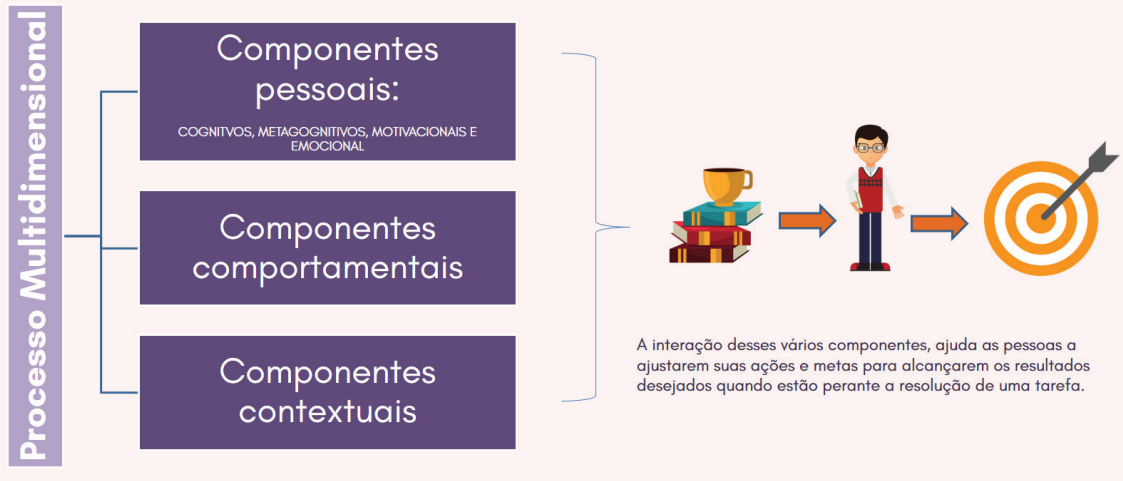 Processo Multidimensional
Componentes
pessoais:
COGNITVOS, METAGOGNITIVOS, MOTIVACIONAIS E
EMOCIONAL
Componentes
comportamentais
Componentes
contextuais
A interação desses vários componentes, ajuda as pessoas a
ajustarem suas ações e metas para alcançarem os resultados
desejados quando estão perante a resolução de uma tarefa.